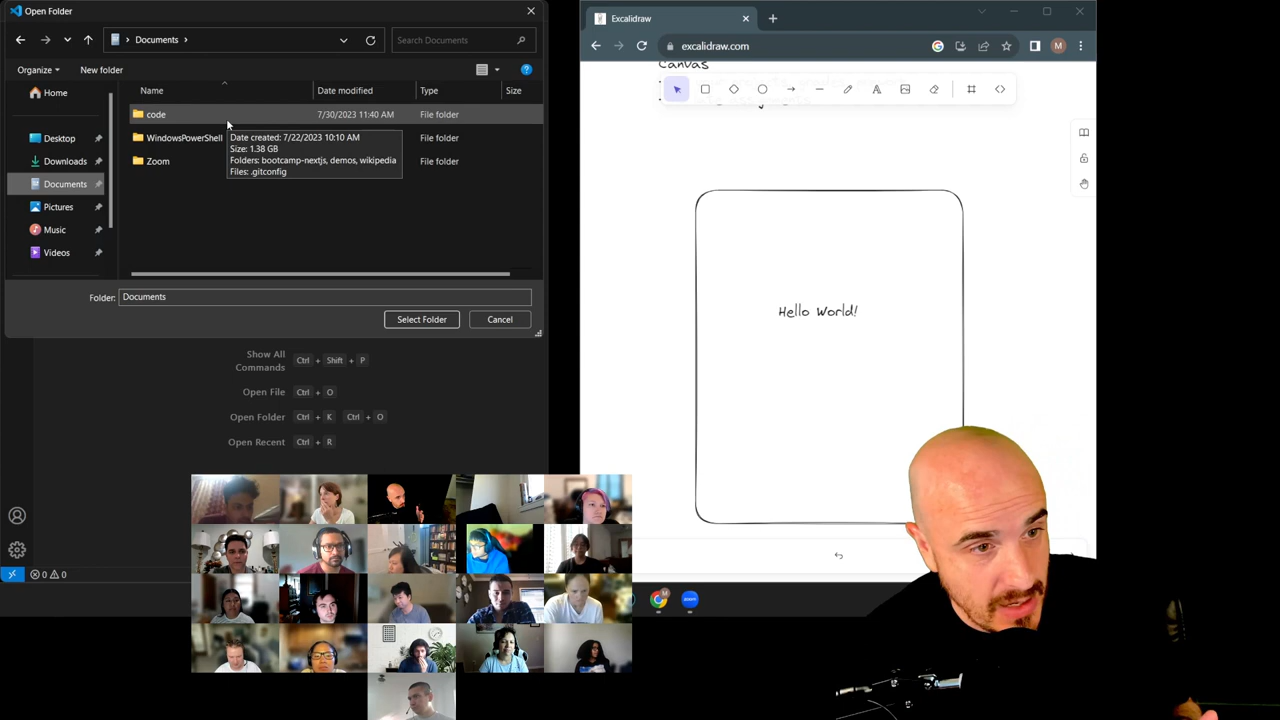 Open Folder
Documents
Search Documents
Organize
New folder
Name
Date modified
Type
Size
Home
Desktop
Downloads
Documents
Pictures
Music
Videos
code
7/30/2023 11:40 AM
File folder
WindowsPowerShell
File folder
Zoom
File folder
Date created: 7/22/2023 10:10 AM
Size: 1.38 GB
Folders: bootcamp-nextjs, demos, wikipedia
Files: .gitconfig
Folder:
Documents
Select Folder
Cancel
Show All
Commands
Ctrl + Shift + P
Open File
Ctrl + O
Open Folder
Ctrl + K Ctrl + O
Open Recent
Ctrl + R
0 0
Excalidraw
excalidraw.com
M
Canvas
A
Hello World!
M
zoom